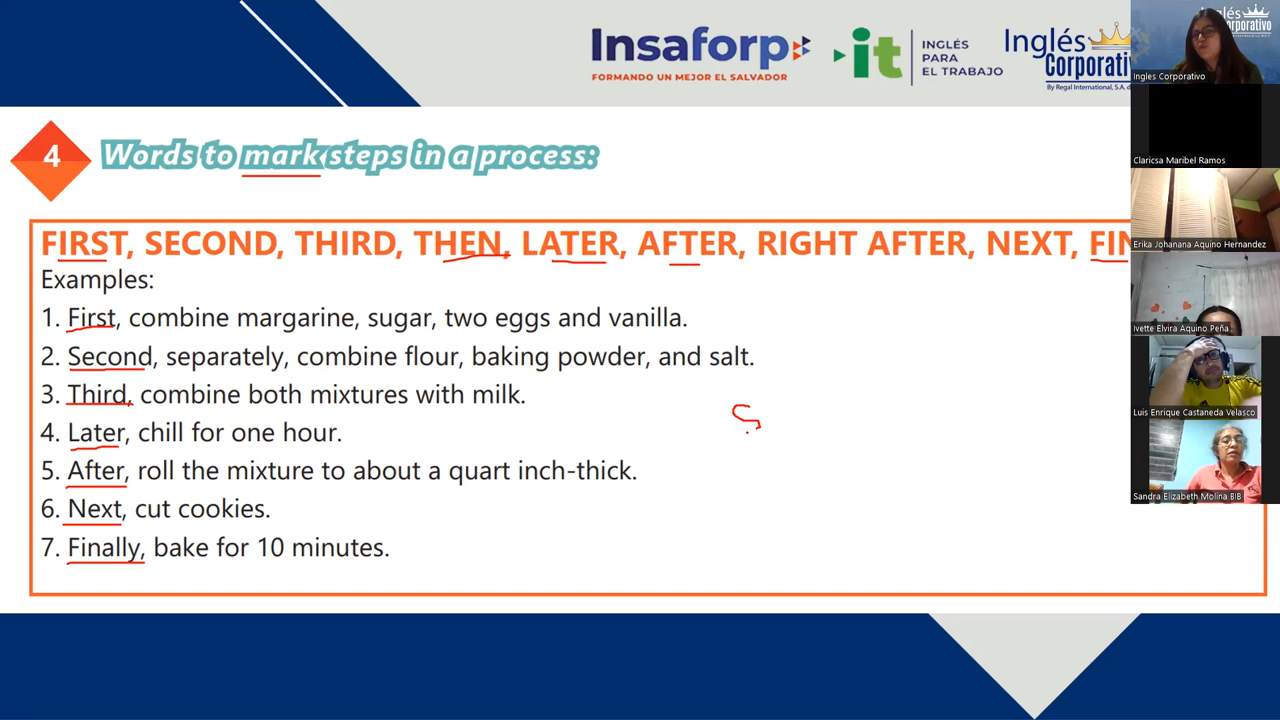 Insaforp
FORMANDO UN MEJOR EL SALVADOR
it
INGLÉS
PARA
EL TRABAJO
Inglés
Corporativ
By Regal International, S.A. d
4
Words to mark steps in a process:
FIRST, SECOND, THIRD, THEN, LATER, AFTER, RIGHT AFTER, NEXT, FIN
Examples:
1. First, combine margarine, sugar, two eggs and vanilla.
2. Second, separately, combine flour, baking powder, and salt.
3. Third, combine both mixtures with milk.
4. Later, chill for one hour.
5. After, roll the mixture to about a quart inch-thick.
6. Next, cut cookies.
7. Finally, bake for 10 minutes.
Ingles Corporativo
Claricsa Maribel Ramos
Erika Johanana Aquino Hernandez
Ivette Elvira Aquino Peña
Luis Enrique Castaneda Velasco
Sandra Elizabeth Molina BIB